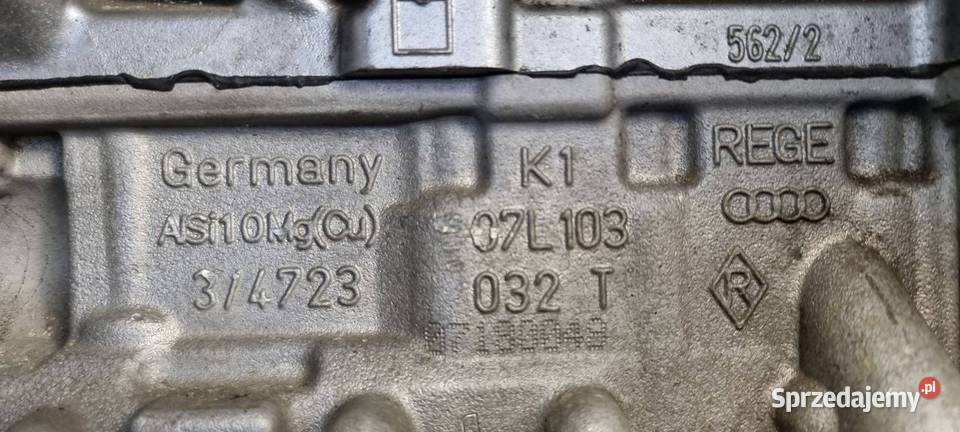 562/2
Germany
AlSi10Mg(Cu)
3/4723
K1
07L103
032 T
REGE
R
Sprzedajemy.pl